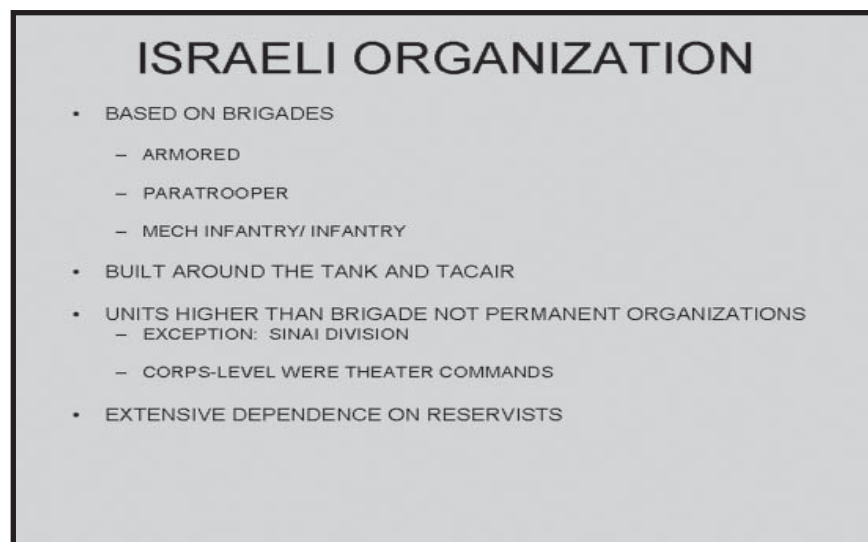 ISRAELI ORGANIZATION
• BASED ON BRIGADES
– ARMORED
– PARATROOPER
– MECH INFANTRY/ INFANTRY
• BUILT AROUND THE TANK AND TACAIR
• UNITS HIGHER THAN BRIGADE NOT PERMANENT ORGANIZATIONS
– EXCEPTION: SINAI DIVISION
– CORPS-LEVEL WERE THEATER COMMANDS
• EXTENSIVE DEPENDENCE ON RESERVISTS